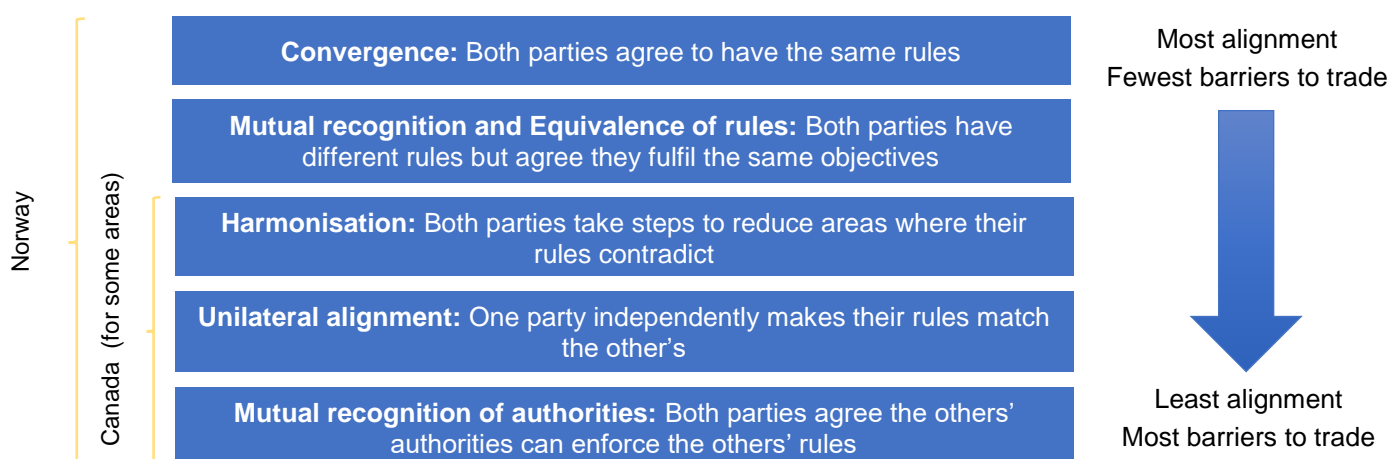 Convergence: Both parties agree to have the same rules
Mutual recognition and Equivalence of rules: Both parties have
different rules but agree they fulfil the same objectives
Harmonisation: Both parties take steps to reduce areas where their
rules contradict
Unilateral alignment: One party independently makes their rules match
the other’s
Mutual recognition of authorities: Both parties agree the others’
authorities can enforce the others’ rules
Norway
Canada (for some areas)
Most alignment
Fewest barriers to trade
Least alignment
Most barriers to trade